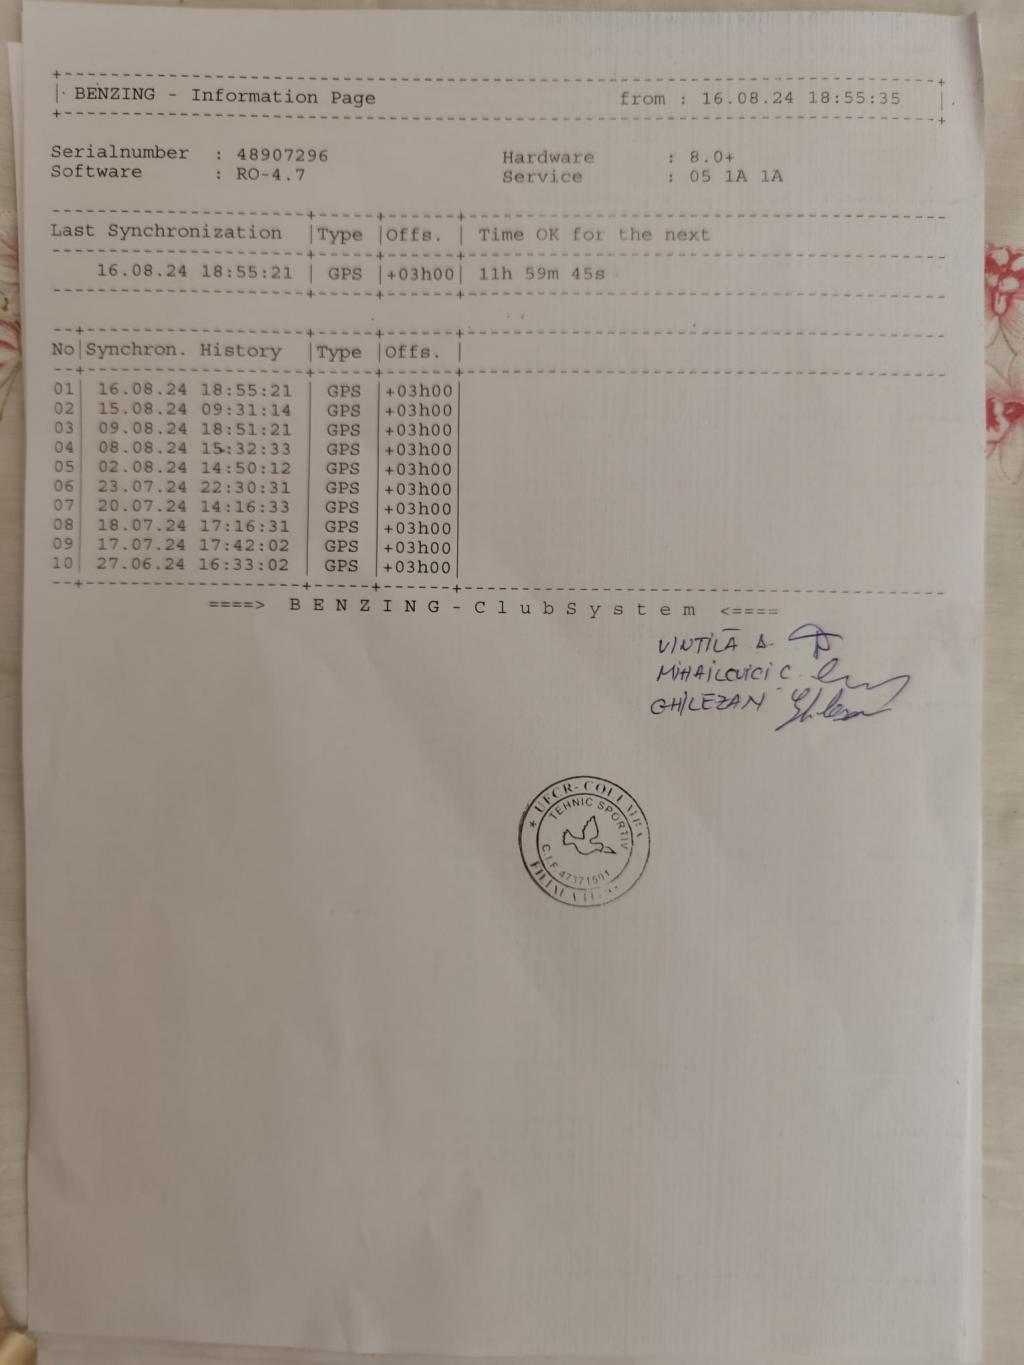 BENZING - Information Page from : 16.08.24 18:55:35
Serialnumber : 48907296 Hardware : 8.0+
Software : RO-4.7 Service : 05 1A 1A
Last Synchronization |Type |Offs. | Time OK for the next
16.08.24 18:55:21 | GPS |+03h00| 11h 59m 45s
No|Synchron. History |Type |Offs. |
01| 16.08.24 18:55:21 | GPS |+03h00|
02| 15.08.24 09:31:14 | GPS |+03h00|
03| 09.08.24 18:51:21 | GPS |+03h00|
04| 08.08.24 15:32:33 | GPS |+03h00|
05| 02.08.24 14:50:12 | GPS |+03h00|
06| 23.07.24 22:30:31 | GPS |+03h00|
07| 20.07.24 14:16:33 | GPS |+03h00|
08| 18.07.24 17:16:31 | GPS |+03h00|
09| 17.07.24 17:42:02 | GPS |+03h00|
10| 27.06.24 16:33:02 | GPS |+03h00|
====> B E N Z I N G - C l u b S y s t e m <====
VINTILĂ A.
MIHAILOVICI C.
GHILEZAN
* UFCR-COLUMBA
TEHNIC SPORTIV
C.I.F. 47371591